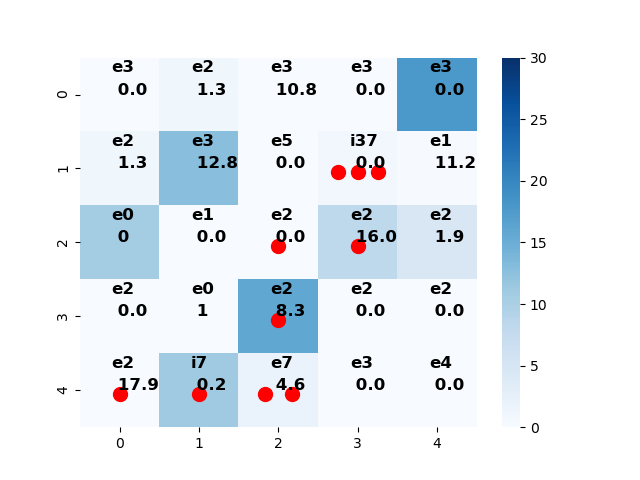 e3 e2 e3 e3 e3
0.0 1.3 10.8 0.0 0.0
0
e2 e3 e5 i37 e1
1.3 12.8 0.0 0.0 11.2
1
e0 e1 e2 e2 e2
0 0.0 0.0 16.0 1.9
2
e2 e0 e2 e2 e2
0.0 1 8.3 0.0 0.0
3
e2 i7 e7 e3 e4
17.9 0.2 4.6 0.0 0.0
4
0 1 2 3 4
30
25
20
15
10
5
0